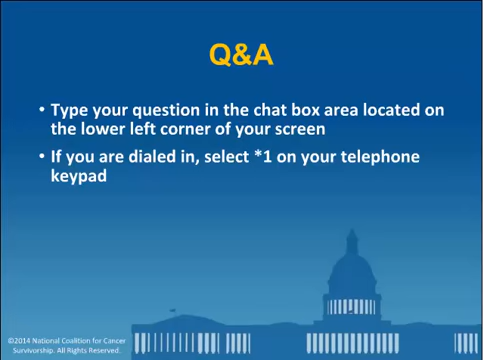 Q&A
• Type your question in the chat box area located on
the lower left corner of your screen
• If you are dialed in, select *1 on your telephone
keypad
©2014 National Coalition for Cancer
Survivorship. All Rights Reserved.